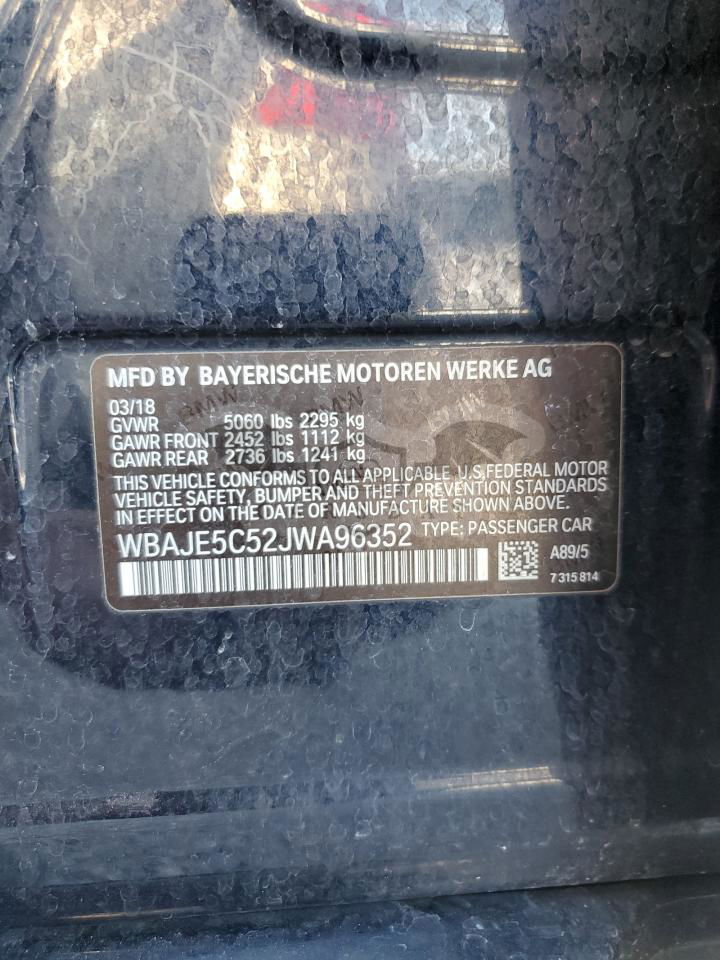 MFD BY BAYERISCHE MOTOREN WERKE AG
03/18
GVWR 5060 lbs 2295 kg
GAWR FRONT 2452 lbs 1112 kg
GAWR REAR 2736 lbs 1241 kg
THIS VEHICLE CONFORMS TO ALL APPLICABLE U.S.FEDERAL MOTOR
VEHICLE SAFETY, BUMPER AND THEFT PREVENTION STANDARDS
IN EFFECT ON THE DATE OF MANUFACTURE SHOWN ABOVE.
WBAJE5C52JWA96352 TYPE: PASSENGER CAR
A89/5
7 315 814
BMW